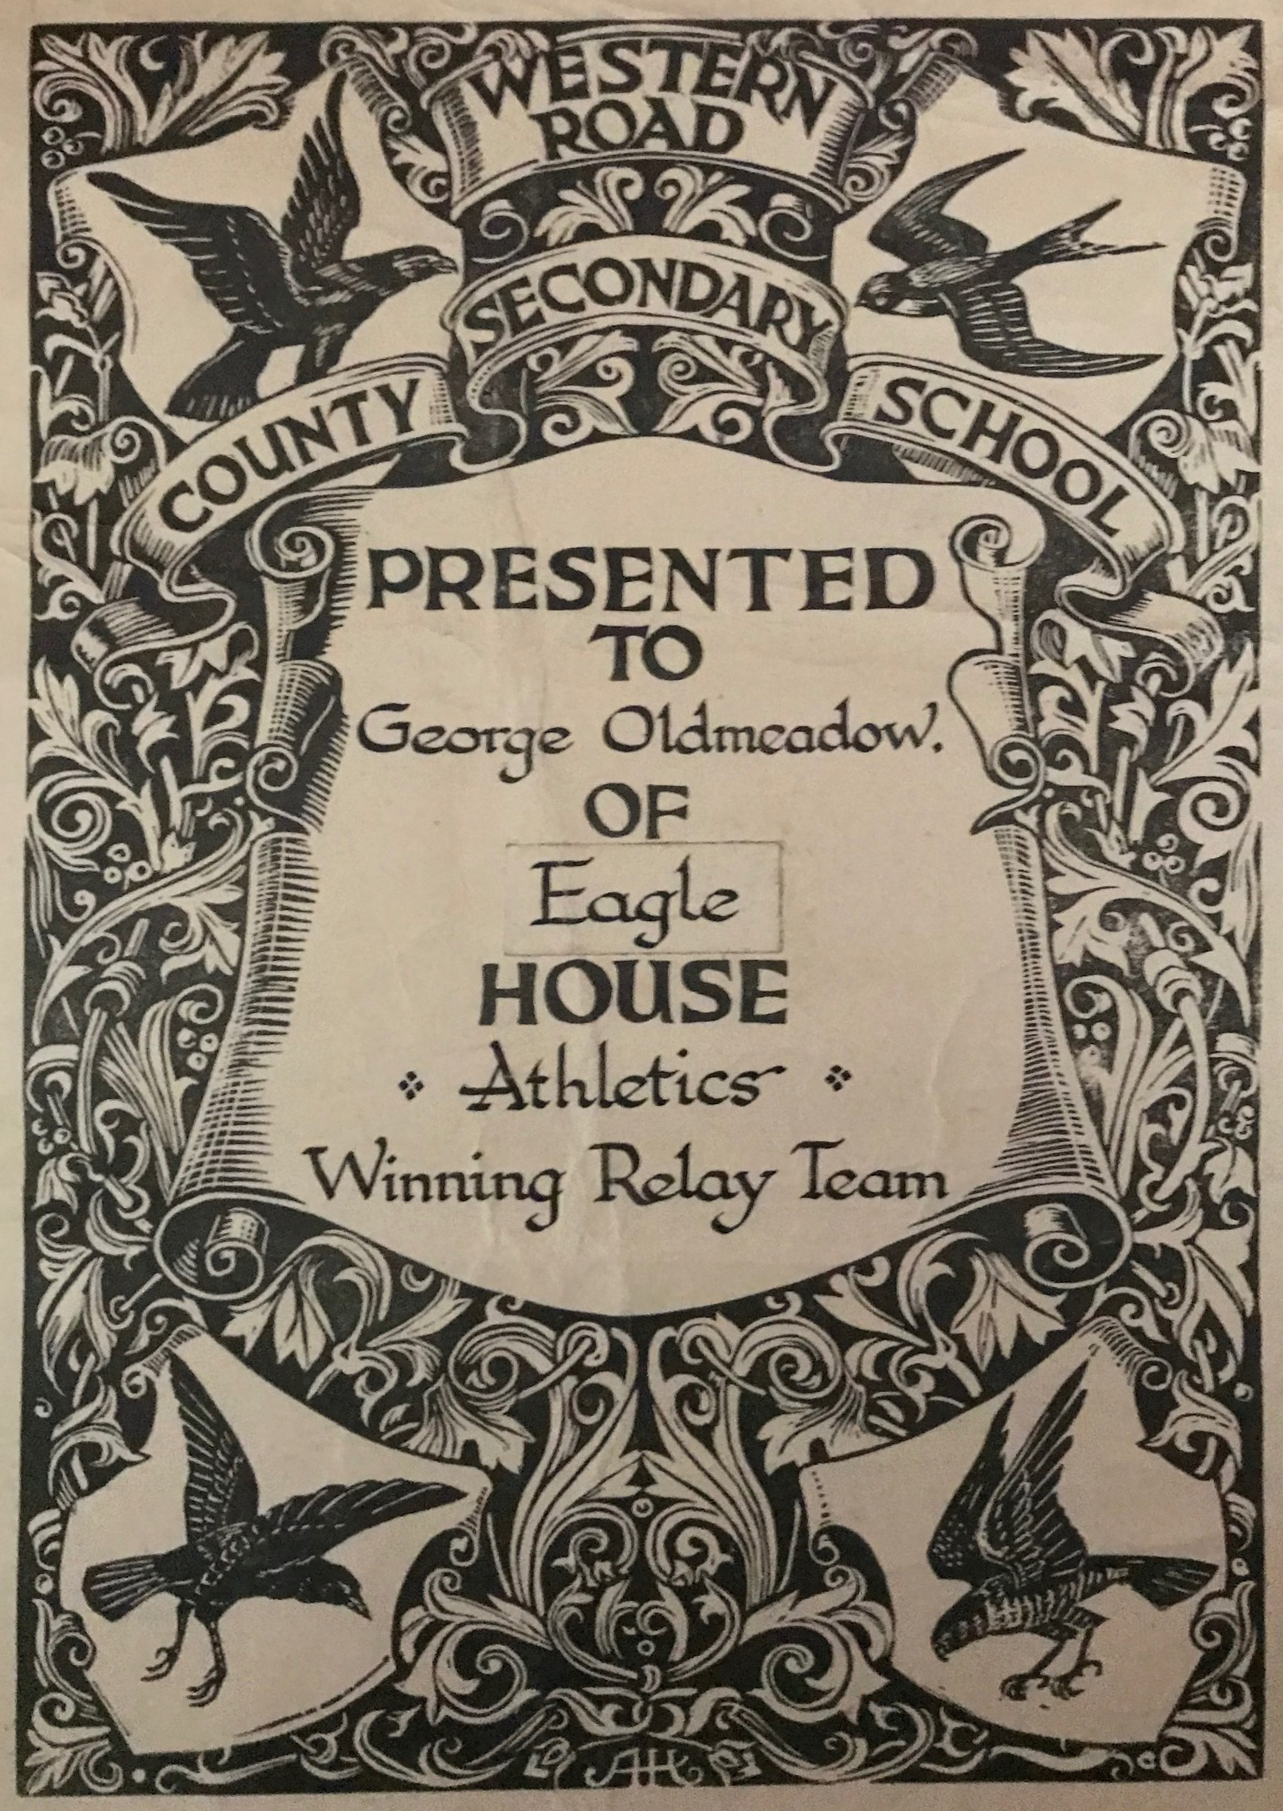 WESTERN
ROAD
SECONDARY
COUNTY SCHOOL
PRESENTED
TO
George Oldmeadow.
OF
Eagle
HOUSE
Athletics
Winning Relay Team